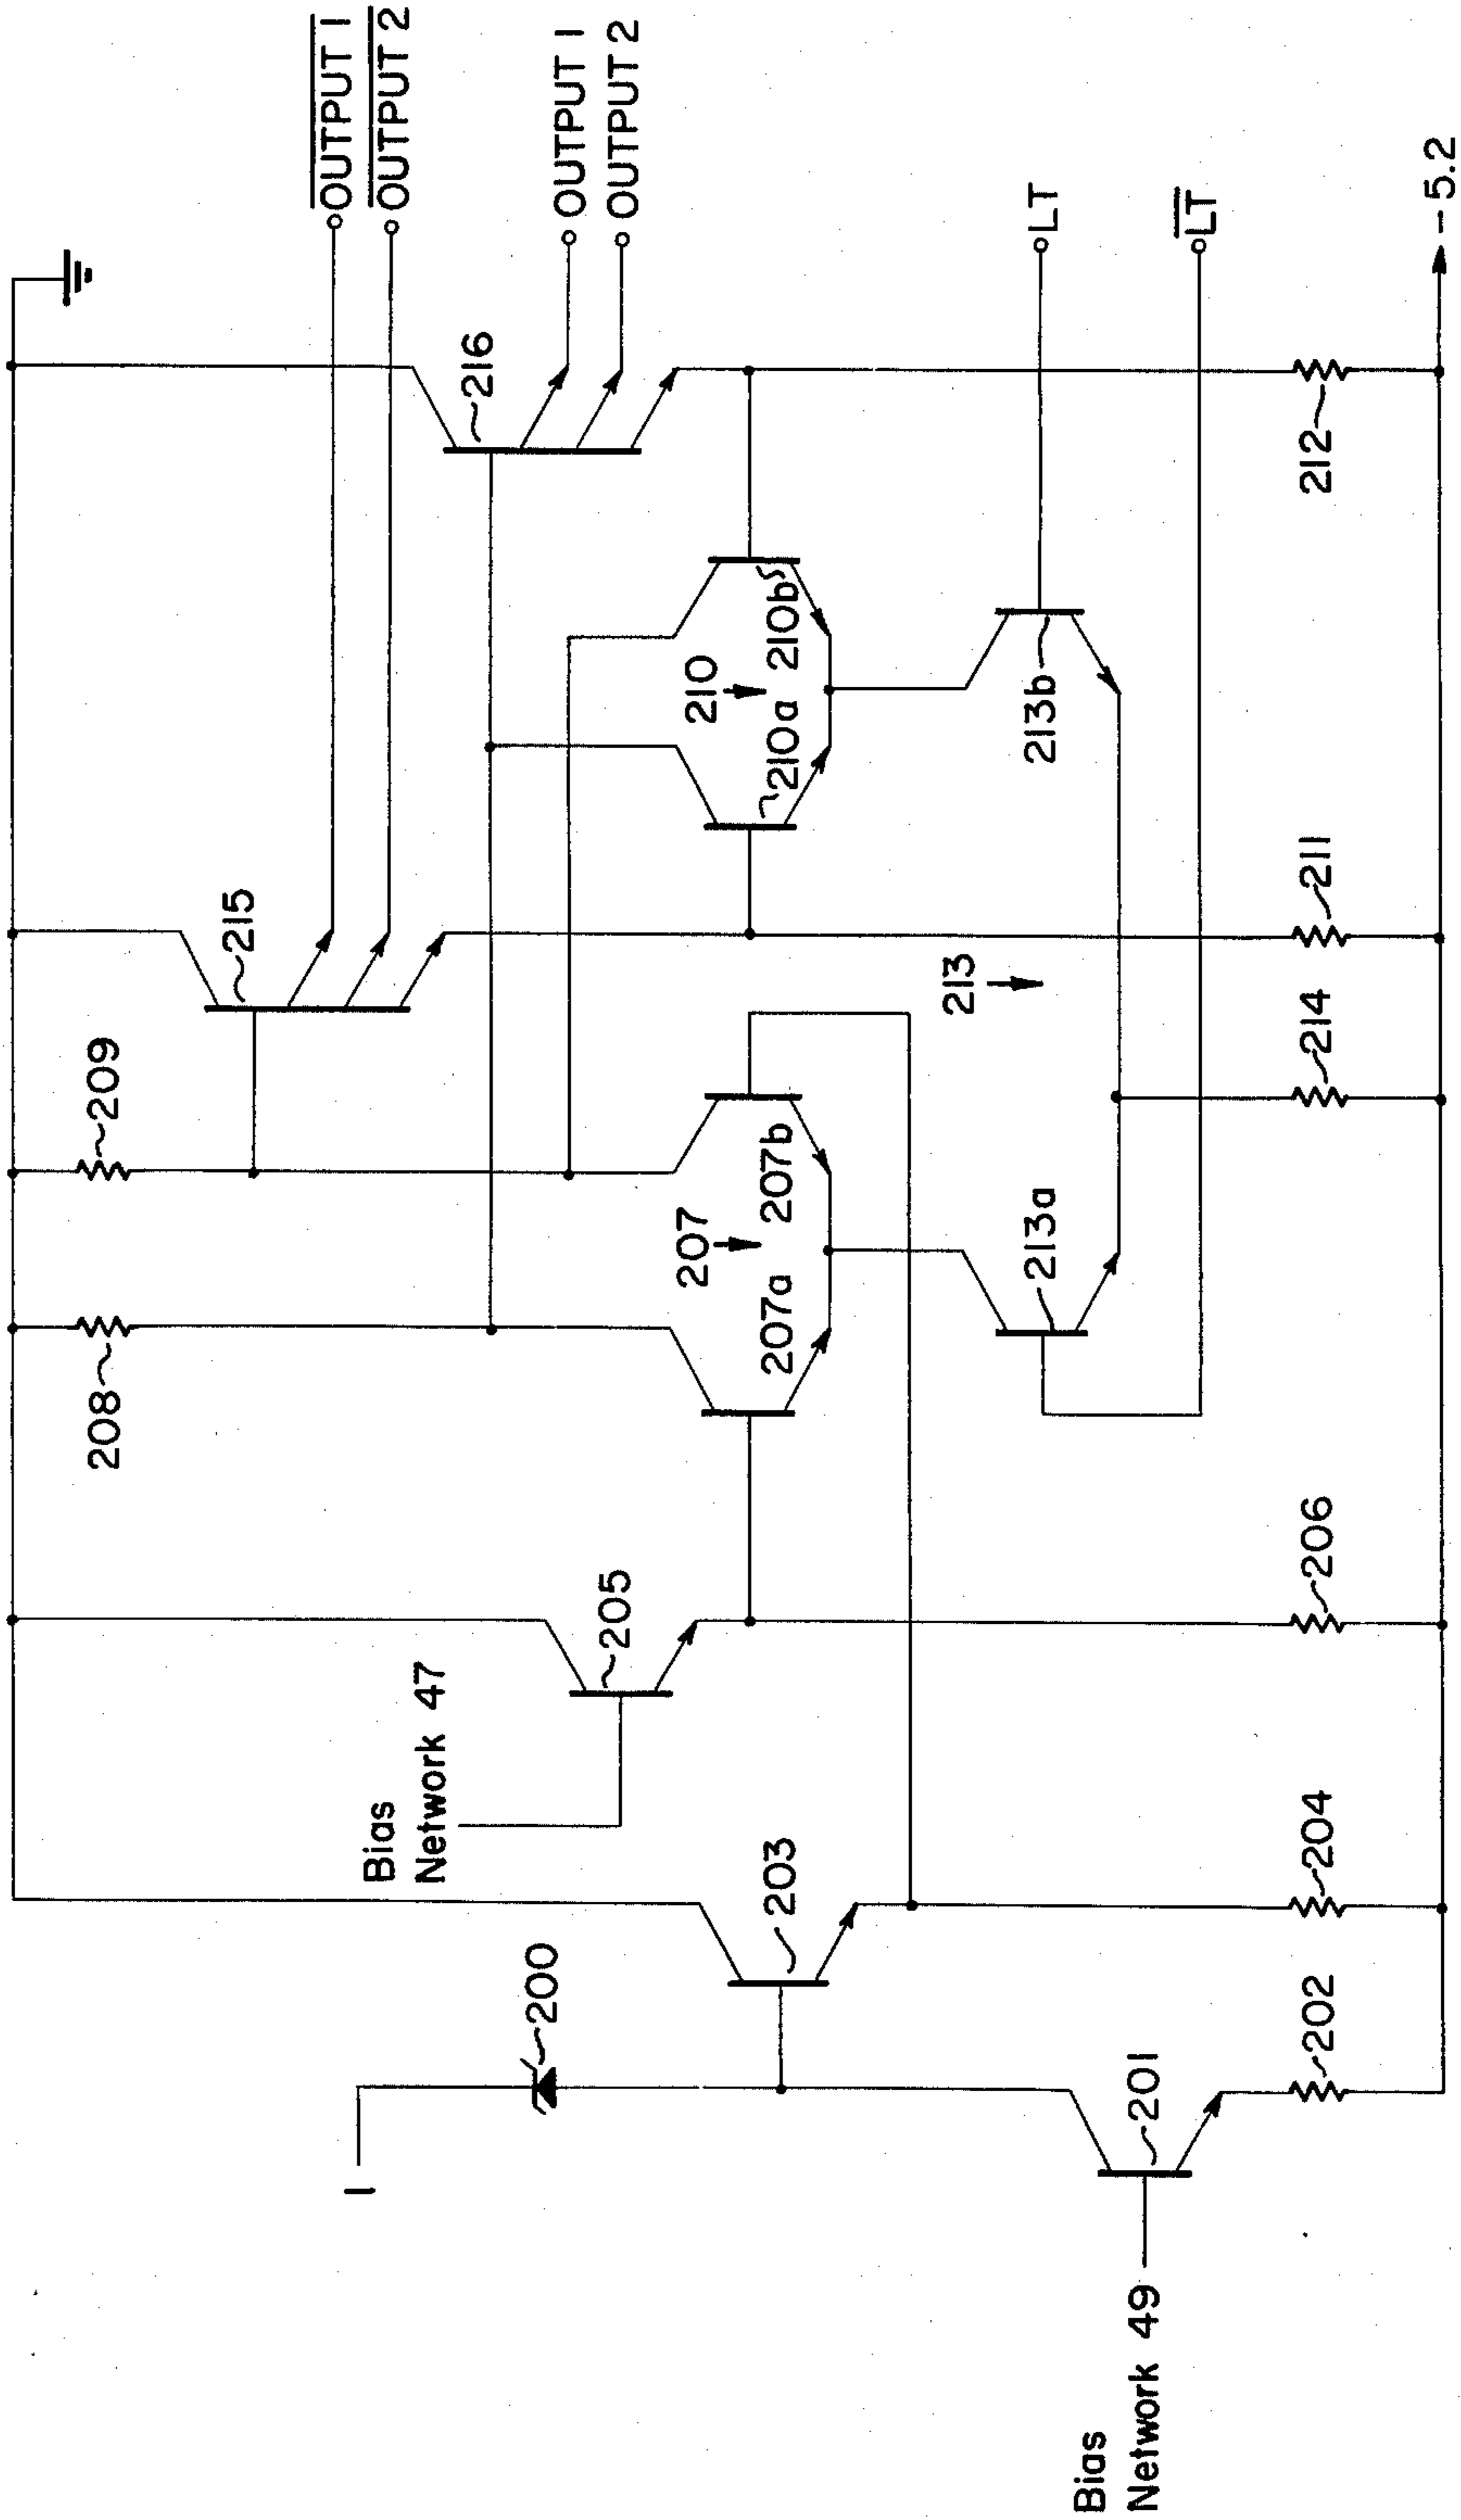 OUTPUT 1
OUTPUT 2
OUTPUT 1
OUTPUT 2
LT
LT
- 5.2
216
215
209
208
210
210a
210b
207
207a
207b
213
213a
213b
212
211
214
206
205
Bias
Network 47
204
203
200
202
201
I
Bias
Network 49